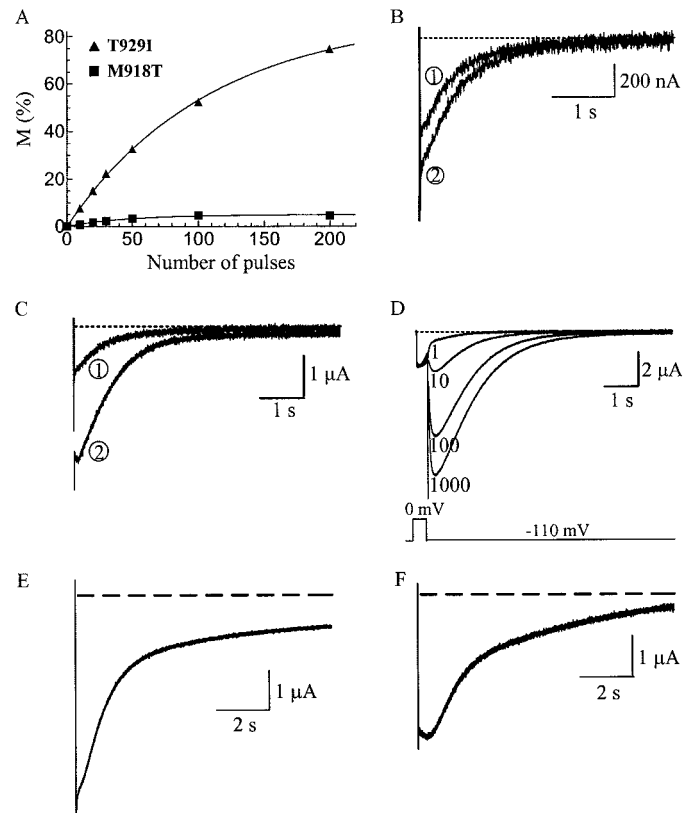 A
80
60
40
20
0
M (%)
T929I
M918T
0 50 100 150 200
Number of pulses
B
①
②
200 nA
1 s
C
①
②
1 μA
1 s
D
1
10
100
1000
2 μA
1 s
0 mV
-110 mV
E
1 μA
2 s
F
1 μA
2 s